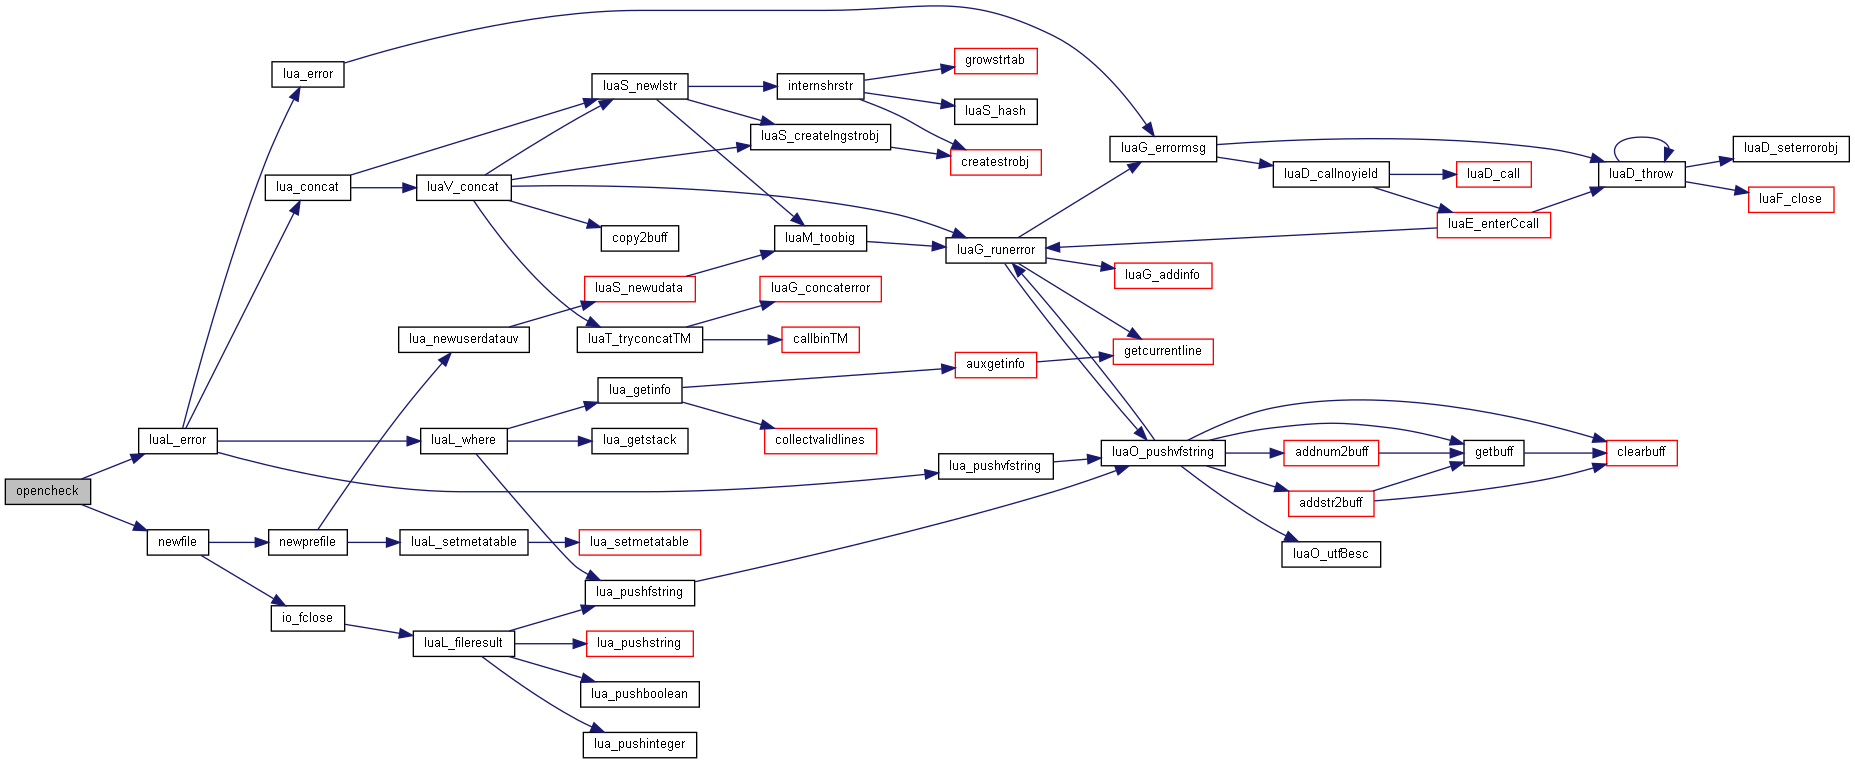 opencheck
luaL_error
newfile
lua_error
lua_concat
newprefile
io_fclose
luaV_concat
lua_newuserdatauv
luaL_where
luaL_setmetatable
luaL_fileresult
luaS_newlstr
copy2buff
luaS_newudata
luaT_tryconcatTM
lua_getinfo
lua_getstack
lua_setmetatable
lua_pushfstring
lua_pushstring
lua_pushboolean
lua_pushinteger
internshrstr
luaS_createlngstrobj
luaM_toobig
luaG_concaterror
callbinTM
collectvalidlines
growstrtab
luaS_hash
createstrobj
luaG_runerror
auxgetinfo
lua_pushvfstring
luaG_errormsg
luaG_addinfo
getcurrentline
luaO_pushvfstring
luaD_callnoyield
addnum2buff
addstr2buff
luaO_utf8esc
luaD_call
luaE_enterCcall
getbuff
luaD_throw
clearbuff
luaD_seterrorobj
luaF_close